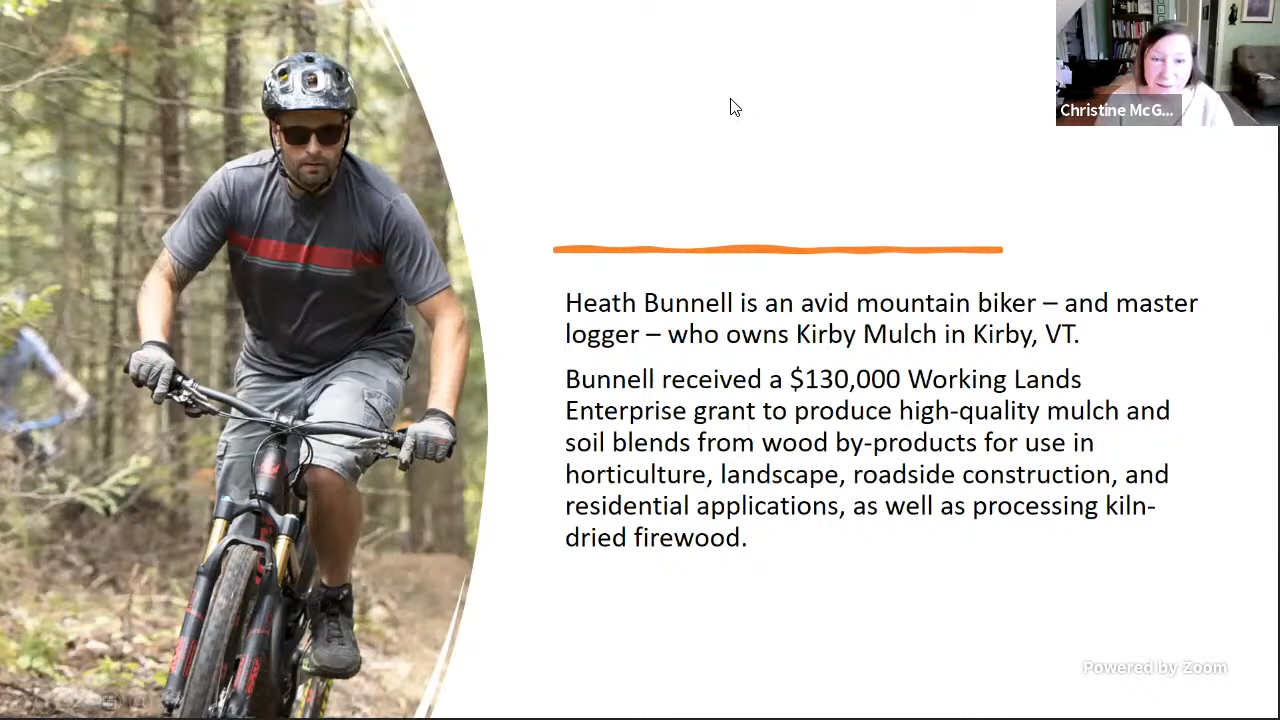 Christine McG...
Heath Bunnell is an avid mountain biker – and master
logger – who owns Kirby Mulch in Kirby, VT.
Bunnell received a $130,000 Working Lands
Enterprise grant to produce high-quality mulch and
soil blends from wood by-products for use in
horticulture, landscape, roadside construction, and
residential applications, as well as processing kiln-
dried firewood.
Powered by Zoom